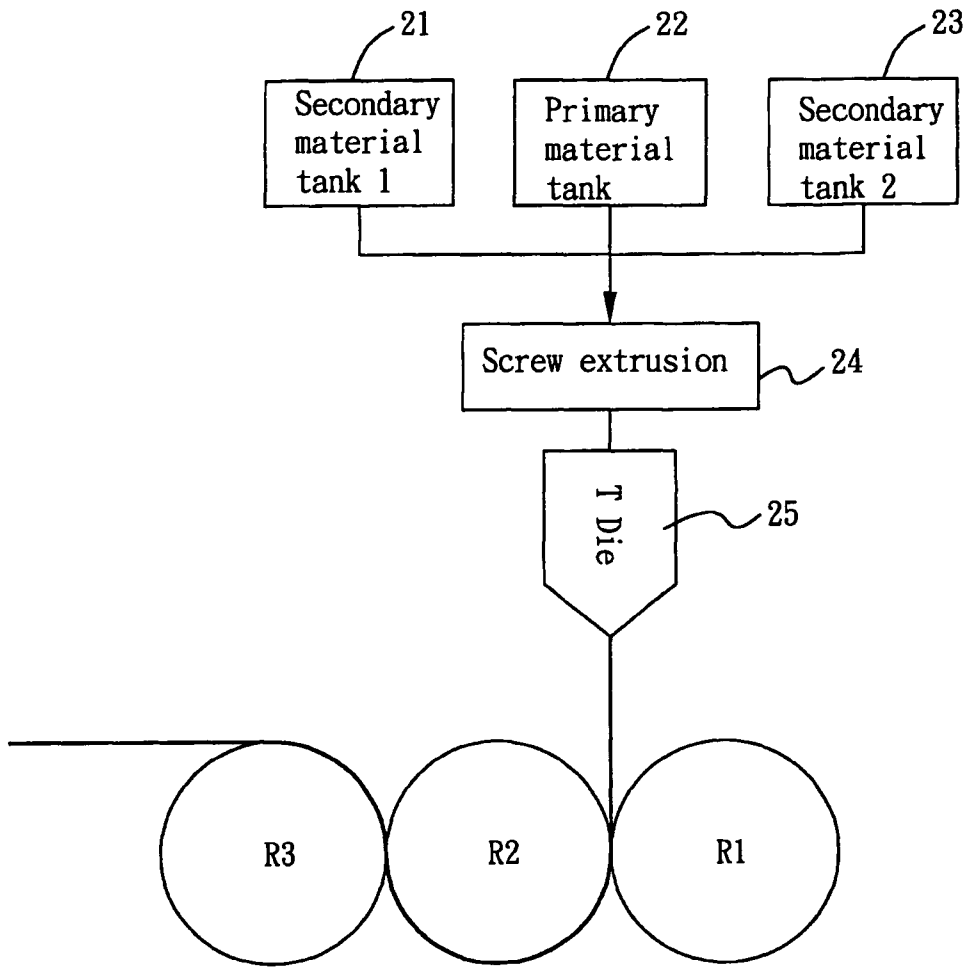 21
22
23
Secondary
material
tank 1
Primary
material
tank
Secondary
material
tank 2
Screw extrusion
24
T Die
25
R3
R2
R1